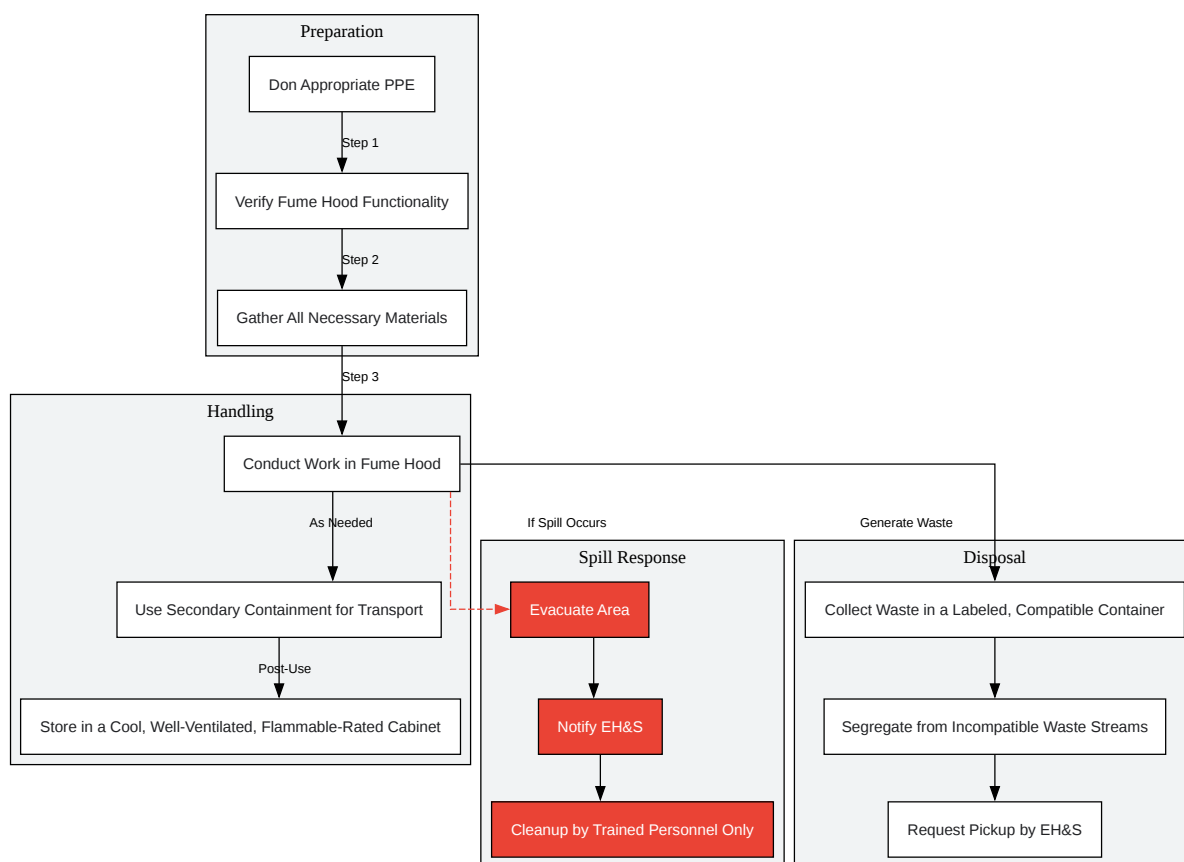 Preparation
Don Appropriate PPE
Step 1
Verify Fume Hood Functionality
Step 2
Gather All Necessary Materials
Step 3
Handling
Conduct Work in Fume Hood
As Needed
Use Secondary Containment for Transport
Post-Use
Store in a Cool, Well-Ventilated, Flammable-Rated Cabinet
If Spill Occurs
Spill Response
Evacuate Area
Notify EH&S
Cleanup by Trained Personnel Only
Generate Waste
Disposal
Collect Waste in a Labeled, Compatible Container
Segregate from Incompatible Waste Streams
Request Pickup by EH&S